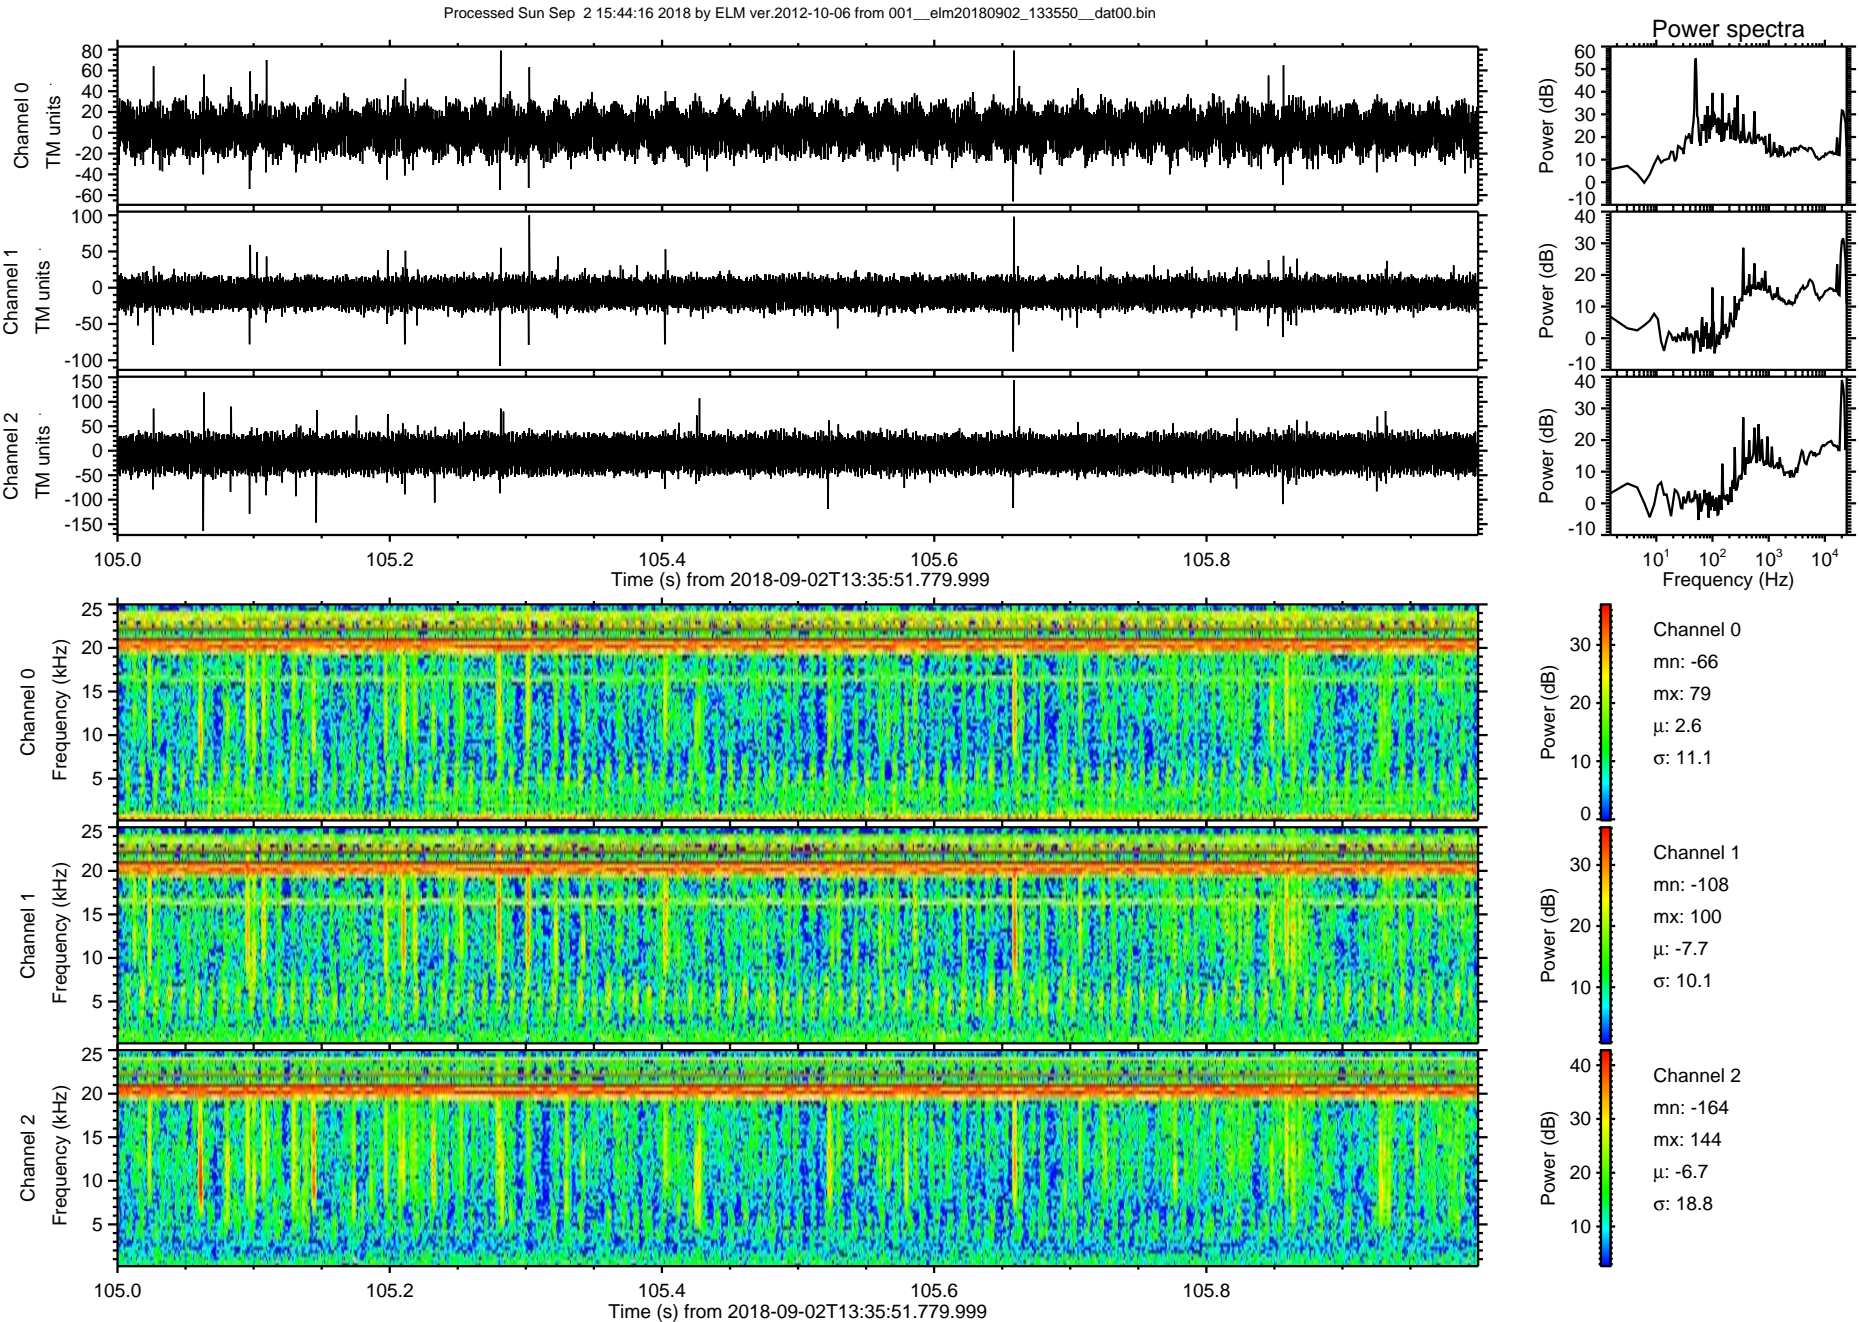 Processed Sun Sep 2 15:44:16 2018 by ELM ver.2012-10-06 from 001__elm20180902_133550__dat00.bin
Power spectra
Channel 0
TM units
80
60
40
20
0
-20
-40
-60
Power (dB)
60
50
40
30
20
10
0
-10
Channel 1
TM units
100
50
0
-50
-100
Power (dB)
40
30
20
10
0
-10
Channel 2
TM units
150
100
50
0
-50
-100
-150
Power (dB)
40
30
20
10
0
-10
105.0 105.2 105.4 105.6 105.8
Time (s) from 2018-09-02T13:35:51.779.999
10¹ 10² 10³ 10⁴
Frequency (Hz)
Channel 0
Frequency (kHz)
25
20
15
10
5
Power (dB)
30
20
10
0
Channel 0
mn: -66
mx: 79
μ: 2.6
σ: 11.1
Channel 1
Frequency (kHz)
25
20
15
10
5
Power (dB)
30
20
10
Channel 1
mn: -108
mx: 100
μ: -7.7
σ: 10.1
Channel 2
Frequency (kHz)
25
20
15
10
5
Power (dB)
40
30
20
10
Channel 2
mn: -164
mx: 144
μ: -6.7
σ: 18.8
105.0 105.2 105.4 105.6 105.8
Time (s) from 2018-09-02T13:35:51.779.999